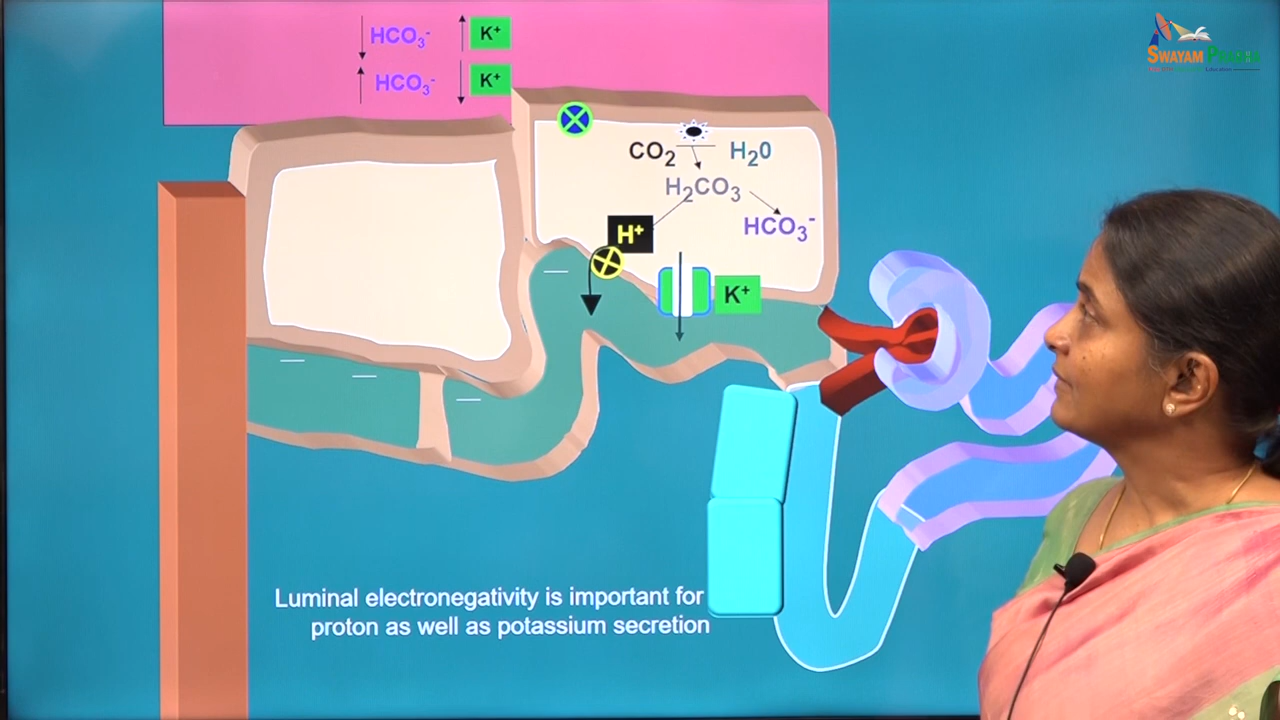 HCO₃⁻ K⁺
HCO₃⁻ K⁺
SWAYAM PRABHA
CO₂ H₂0
H₂CO₃
HCO₃⁻
H⁺
K⁺
Luminal electronegativity is important for
proton as well as potassium secretion